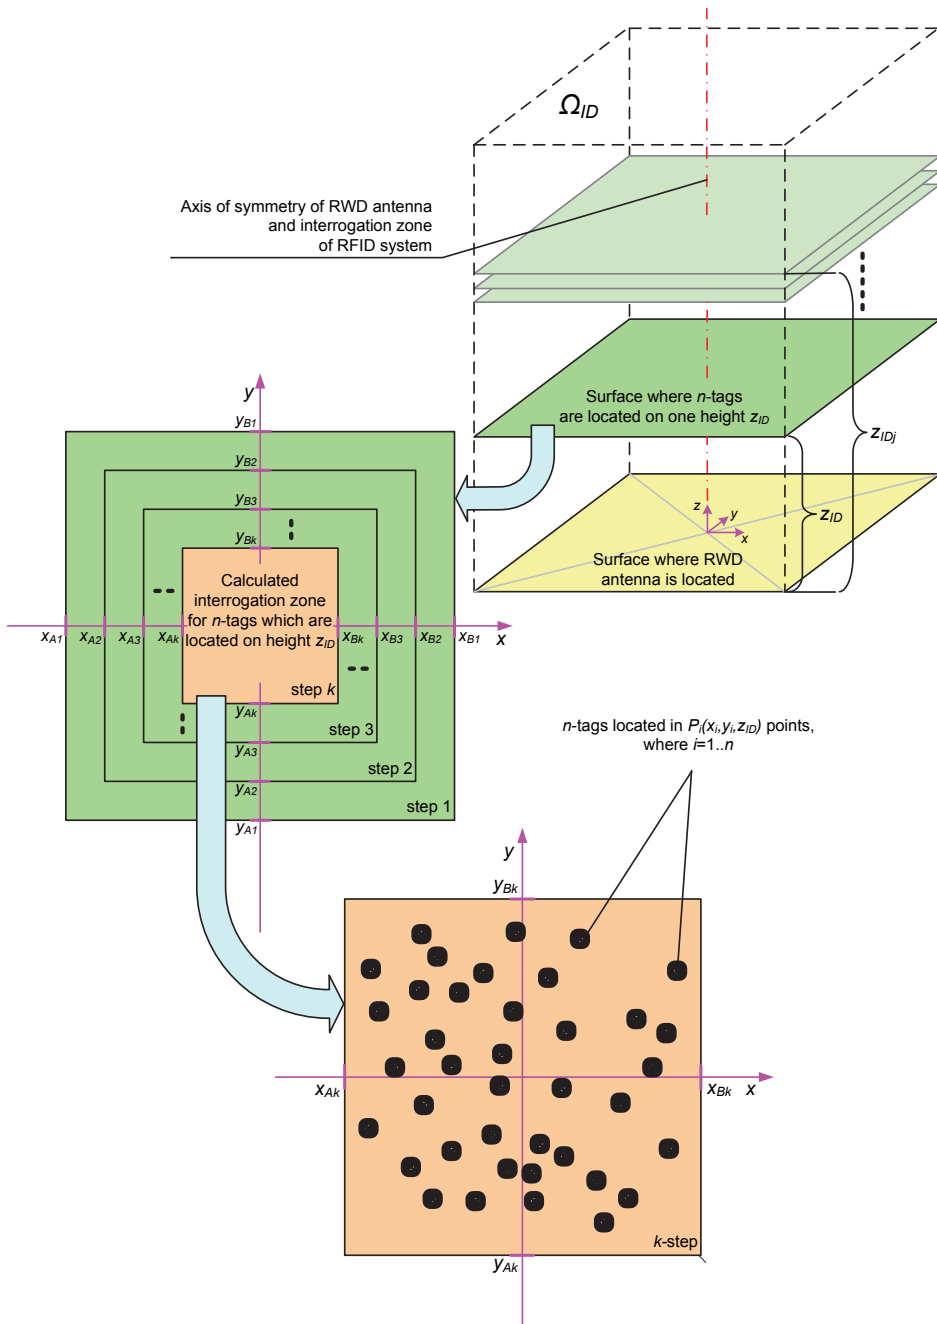 Ω_ID
Axis of symmetry of RWD antenna
and interrogation zone
of RFID system
Surface where n-tags
are located on one height z_ID
z_IDj
z_ID
z
y
x
Surface where RWD
antenna is located
y
y_B1
y_B2
y_B3
y_Bk
Calculated
interrogation zone
for n-tags which are
located on height z_ID
x_A1
x_A2
x_A3
x_Ak
x_Bk
x_B3
x_B2
x_B1
x
step k
y_Ak
step 3
y_A3
step 2
y_A2
step 1
y_A1
n-tags located in P_i(x_i,y_i,z_ID) points,
where i=1..n
y
y_Bk
x_Ak
x_Bk
x
k-step
y_Ak